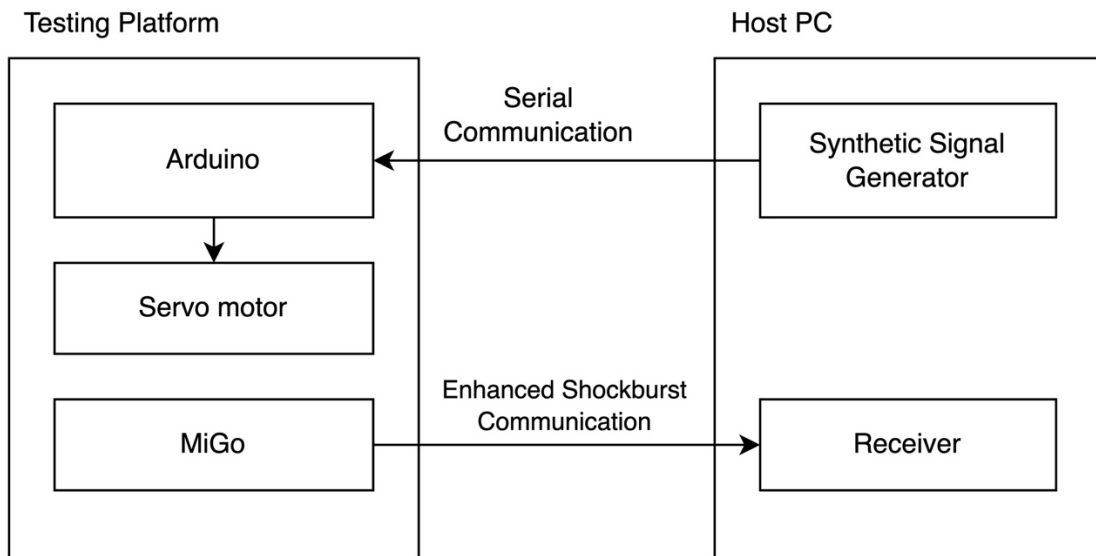 Testing Platform
Host PC
Serial
Communication
Arduino
Synthetic Signal
Generator
Servo motor
Enhanced Shockburst
Communication
MiGo
Receiver